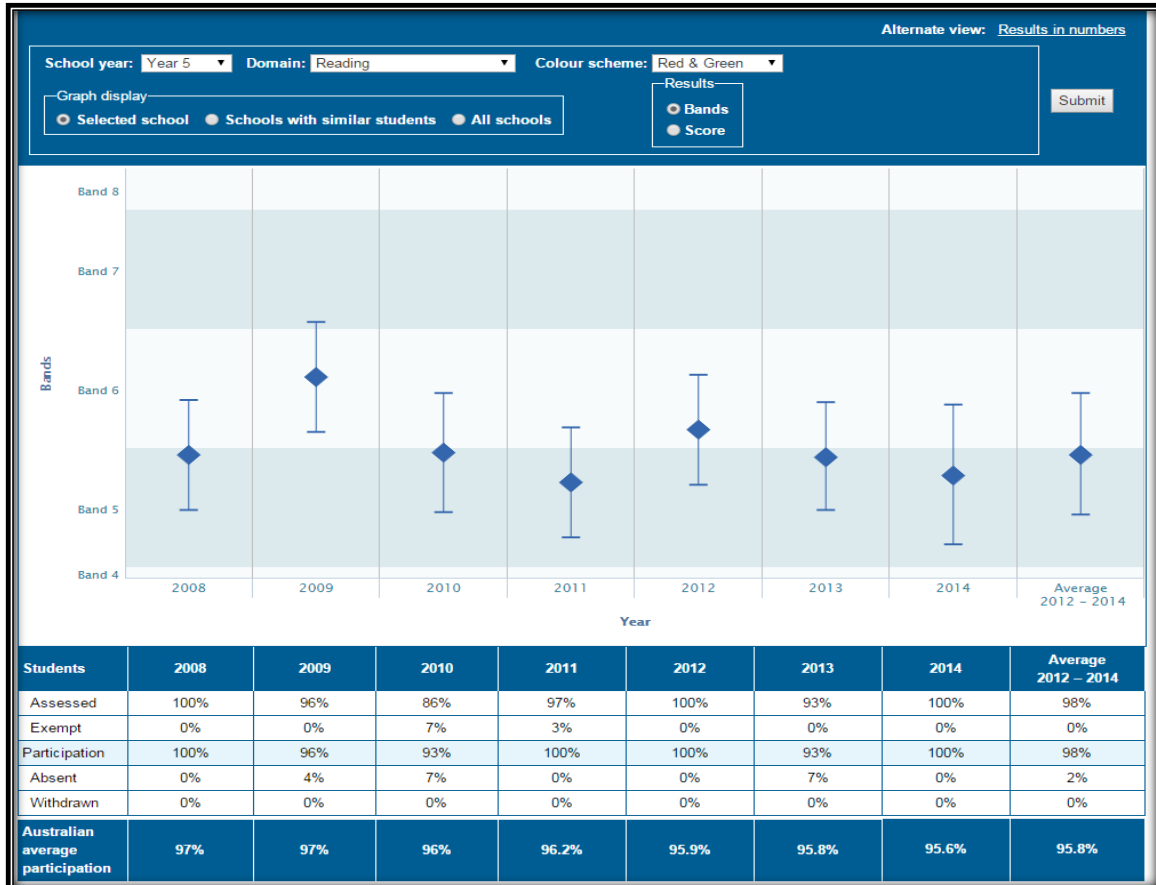 Alternate view: Results in numbers
School year: Year 5 Domain: Reading Colour scheme: Red & Green
Graph display
Selected school Schools with similar students All schools
Results
Bands
Score
Submit
Band 8
Band 7
Band 6
Band 5
Band 4
Bands
2008 2009 2010 2011 2012 2013 2014 Average
2012 – 2014
Year
Students 2008 2009 2010 2011 2012 2013 2014 Average
2012 – 2014
Assessed 100% 96% 86% 97% 100% 93% 100% 98%
Exempt 0% 0% 7% 3% 0% 0% 0% 0%
Participation 100% 96% 93% 100% 100% 93% 100% 98%
Absent 0% 4% 7% 0% 0% 7% 0% 2%
Withdrawn 0% 0% 0% 0% 0% 0% 0% 0%
Australian
average
participation 97% 97% 96% 96.2% 95.9% 95.8% 95.6% 95.8%